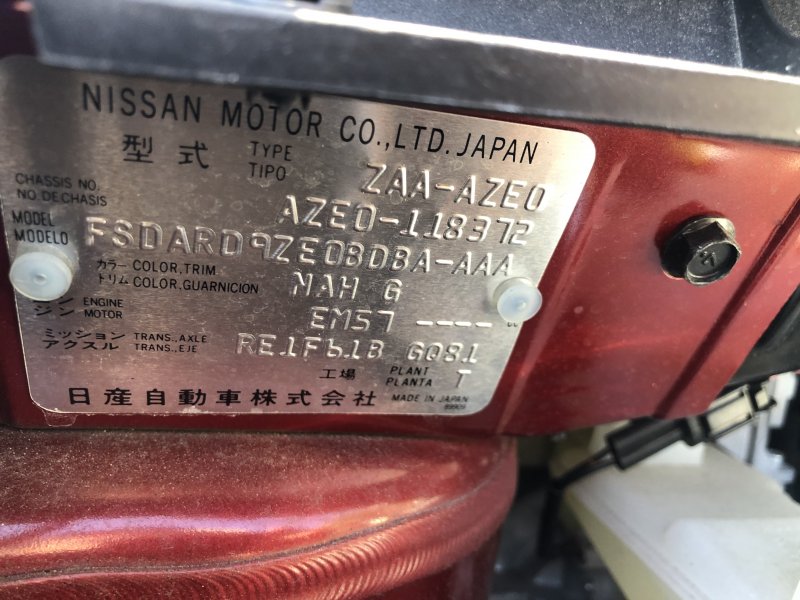 NISSAN MOTOR CO.,LTD. JAPAN
型式 TYPE TIPO ZAA-AZE0
CHASSIS NO. NO DE CHASIS AZE0-118372
MODEL MODELO FSDARD9ZE08DBA-AAA
カラー COLOR,TRIM
トリム COLOR,GUARNICION NAH G
ENGINE
ジン MOTOR EM57 ----
ミッション TRANS.,AXLE
アクスル TRANS.,EJE RE1F61B G081
工場 PLANT PLANTA T
日産自動車株式会社 MADE IN JAPAN